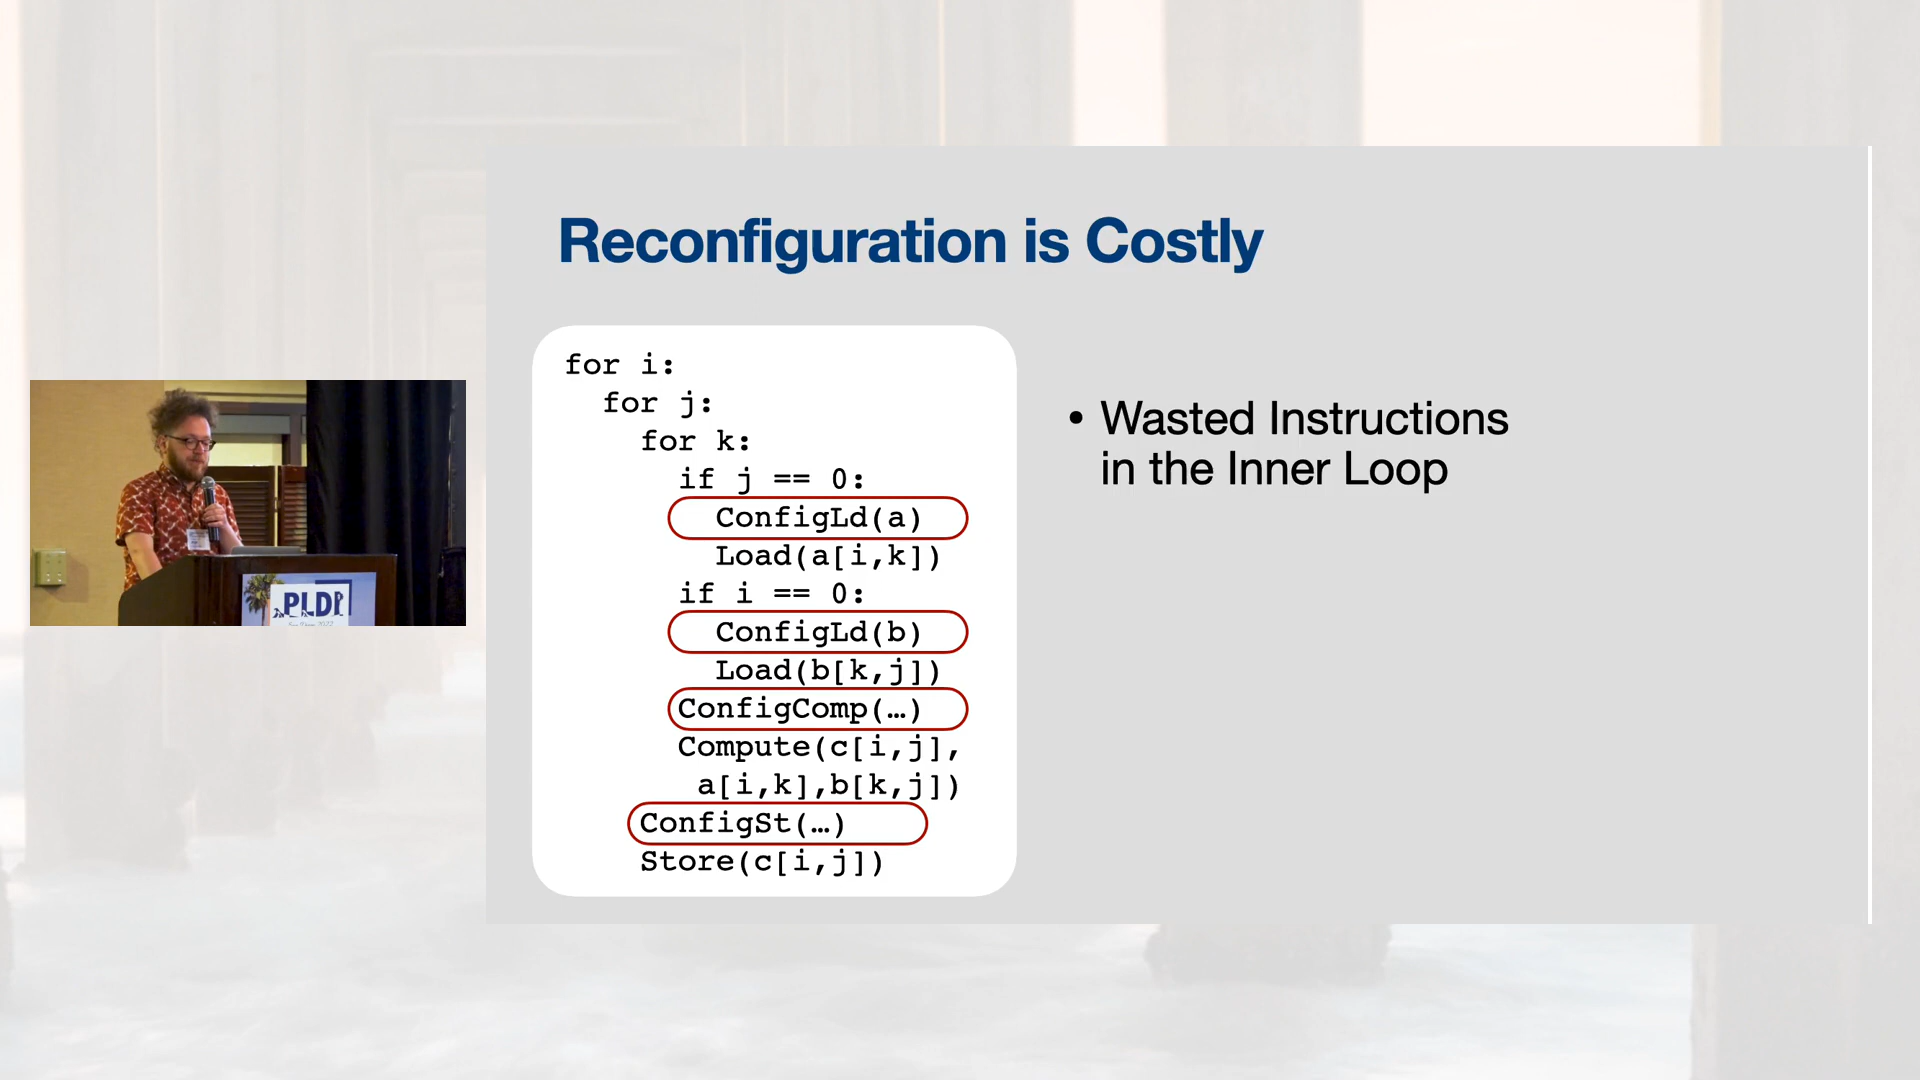 Reconfiguration is Costly
for i:
for j:
for k:
if j == 0:
ConfigLd(a)
Load(a[i,k])
if i == 0:
ConfigLd(b)
Load(b[k,j])
ConfigComp(…)
Compute(c[i,j],
a[i,k],b[k,j])
ConfigSt(…)
Store(c[i,j])
• Wasted Instructions
in the Inner Loop
PLDI